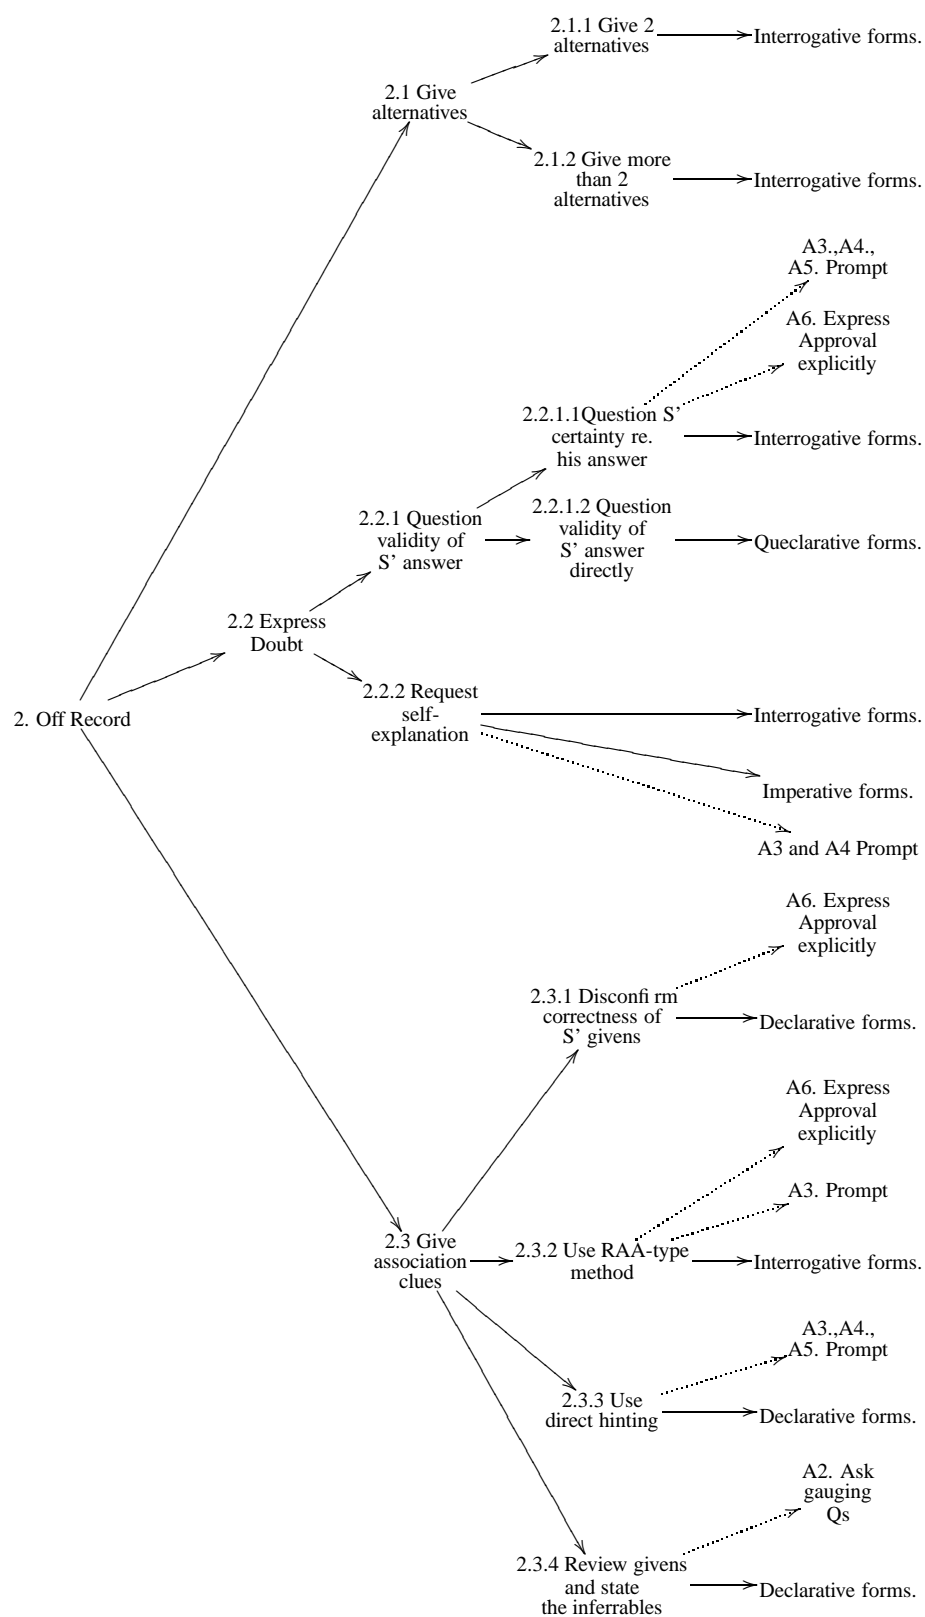 2.1.1 Give 2
alternatives
Interrogative forms.
2.1 Give
alternatives
2.1.2 Give more
than 2
alternatives
Interrogative forms.
A3.,A4.,
A5. Prompt
A6. Express
Approval
explicitly
2.2.1.1Question S'
certainty re.
his answer
Interrogative forms.
2.2.1 Question
validity of
S' answer
2.2.1.2 Question
validity of
S' answer
directly
Queclarative forms.
2.2 Express
Doubt
2. Off Record
2.2.2 Request
self-
explanation
Interrogative forms.
Imperative forms.
A3 and A4 Prompt
A6. Express
Approval
explicitly
2.3.1 Disconfi rm
correctness of
S' givens
Declarative forms.
A6. Express
Approval
explicitly
A3. Prompt
2.3 Give
association
clues
2.3.2 Use RAA-type
method
Interrogative forms.
A3.,A4.,
A5. Prompt
2.3.3 Use
direct hinting
Declarative forms.
A2. Ask
gauging
Qs
2.3.4 Review givens
and state
the inferrables
Declarative forms.